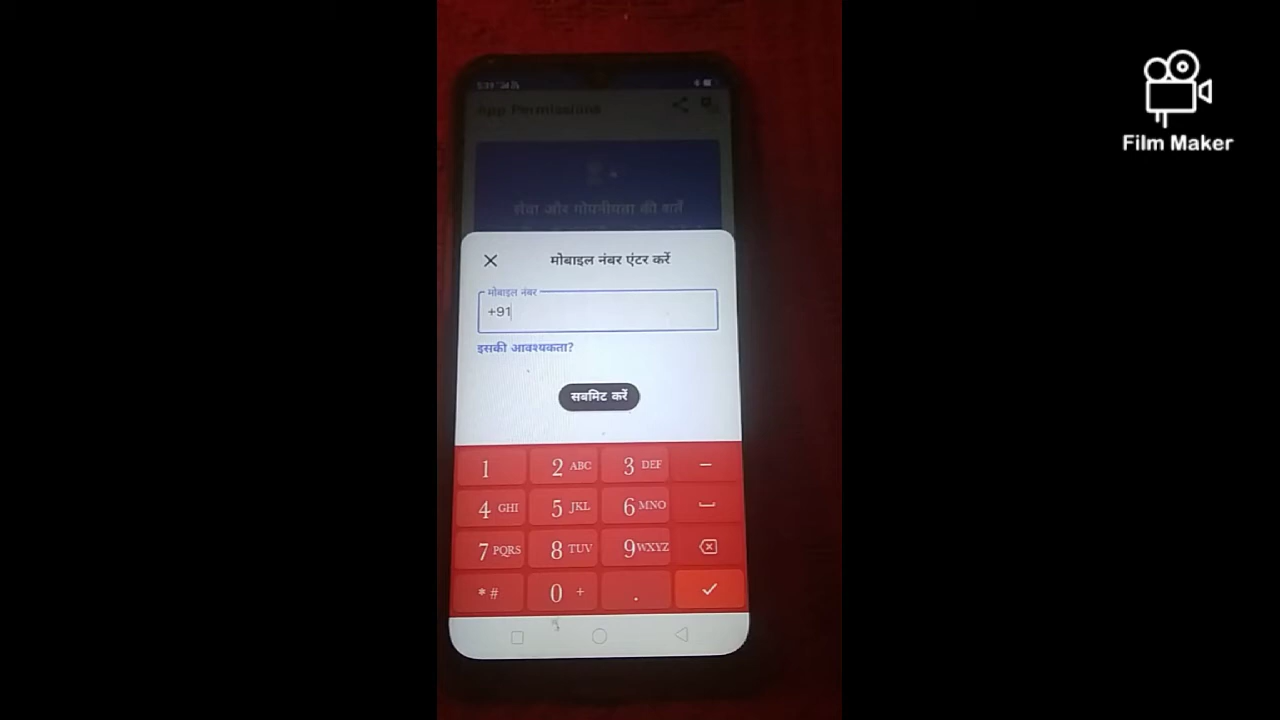 Film Maker
App Permissions
सेवा और गोपनीयता की शर्तें
मोबाइल नंबर एंटर करें
मोबाइल नंबर
+91
इसकी आवश्यकता?
सबमिट करें
1 2 ABC 3 DEF −
4 GHI 5 JKL 6 MNO
7 PQRS 8 TUV 9 WXYZ
* # 0 + .